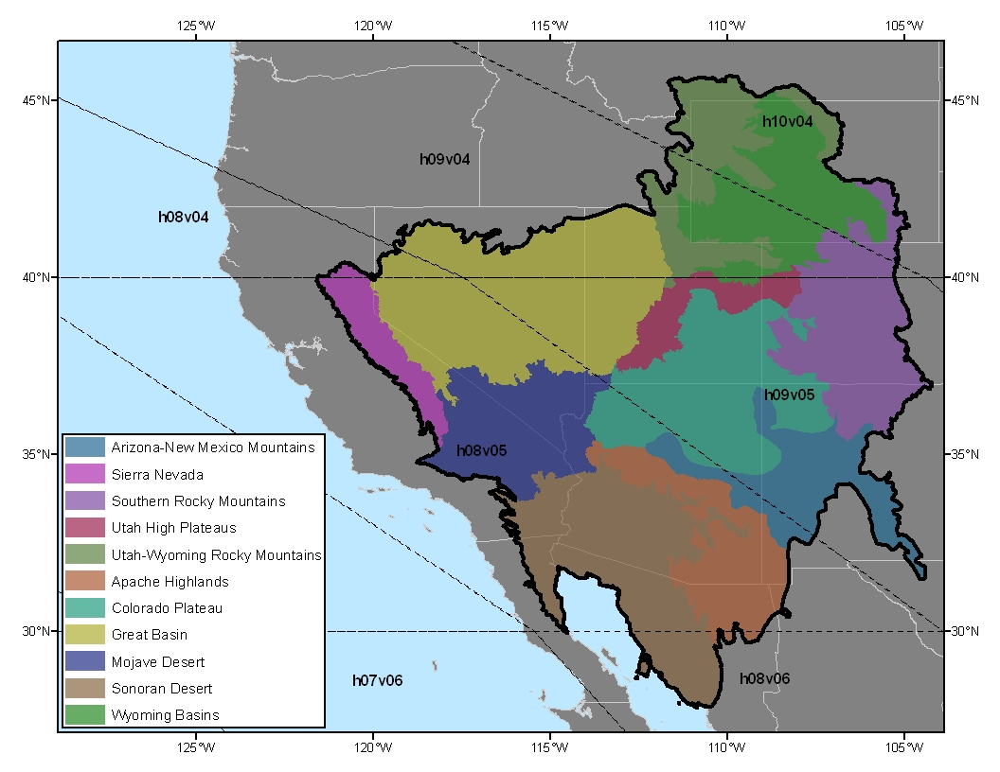 125°W 120°W 115°W 110°W 105°W
45°N 45°N
h10v04
h09v04
h08v04
40°N 40°N
h09v05
35°N 35°N
h08v05
Arizona-New Mexico Mountains
Sierra Nevada
Southern Rocky Mountains
Utah High Plateaus
Utah-Wyoming Rocky Mountains
Apache Highlands
Colorado Plateau
Great Basin
Mojave Desert
Sonoran Desert
Wyoming Basins
30°N 30°N
h07v06
h08v06
125°W 120°W 115°W 110°W 105°W